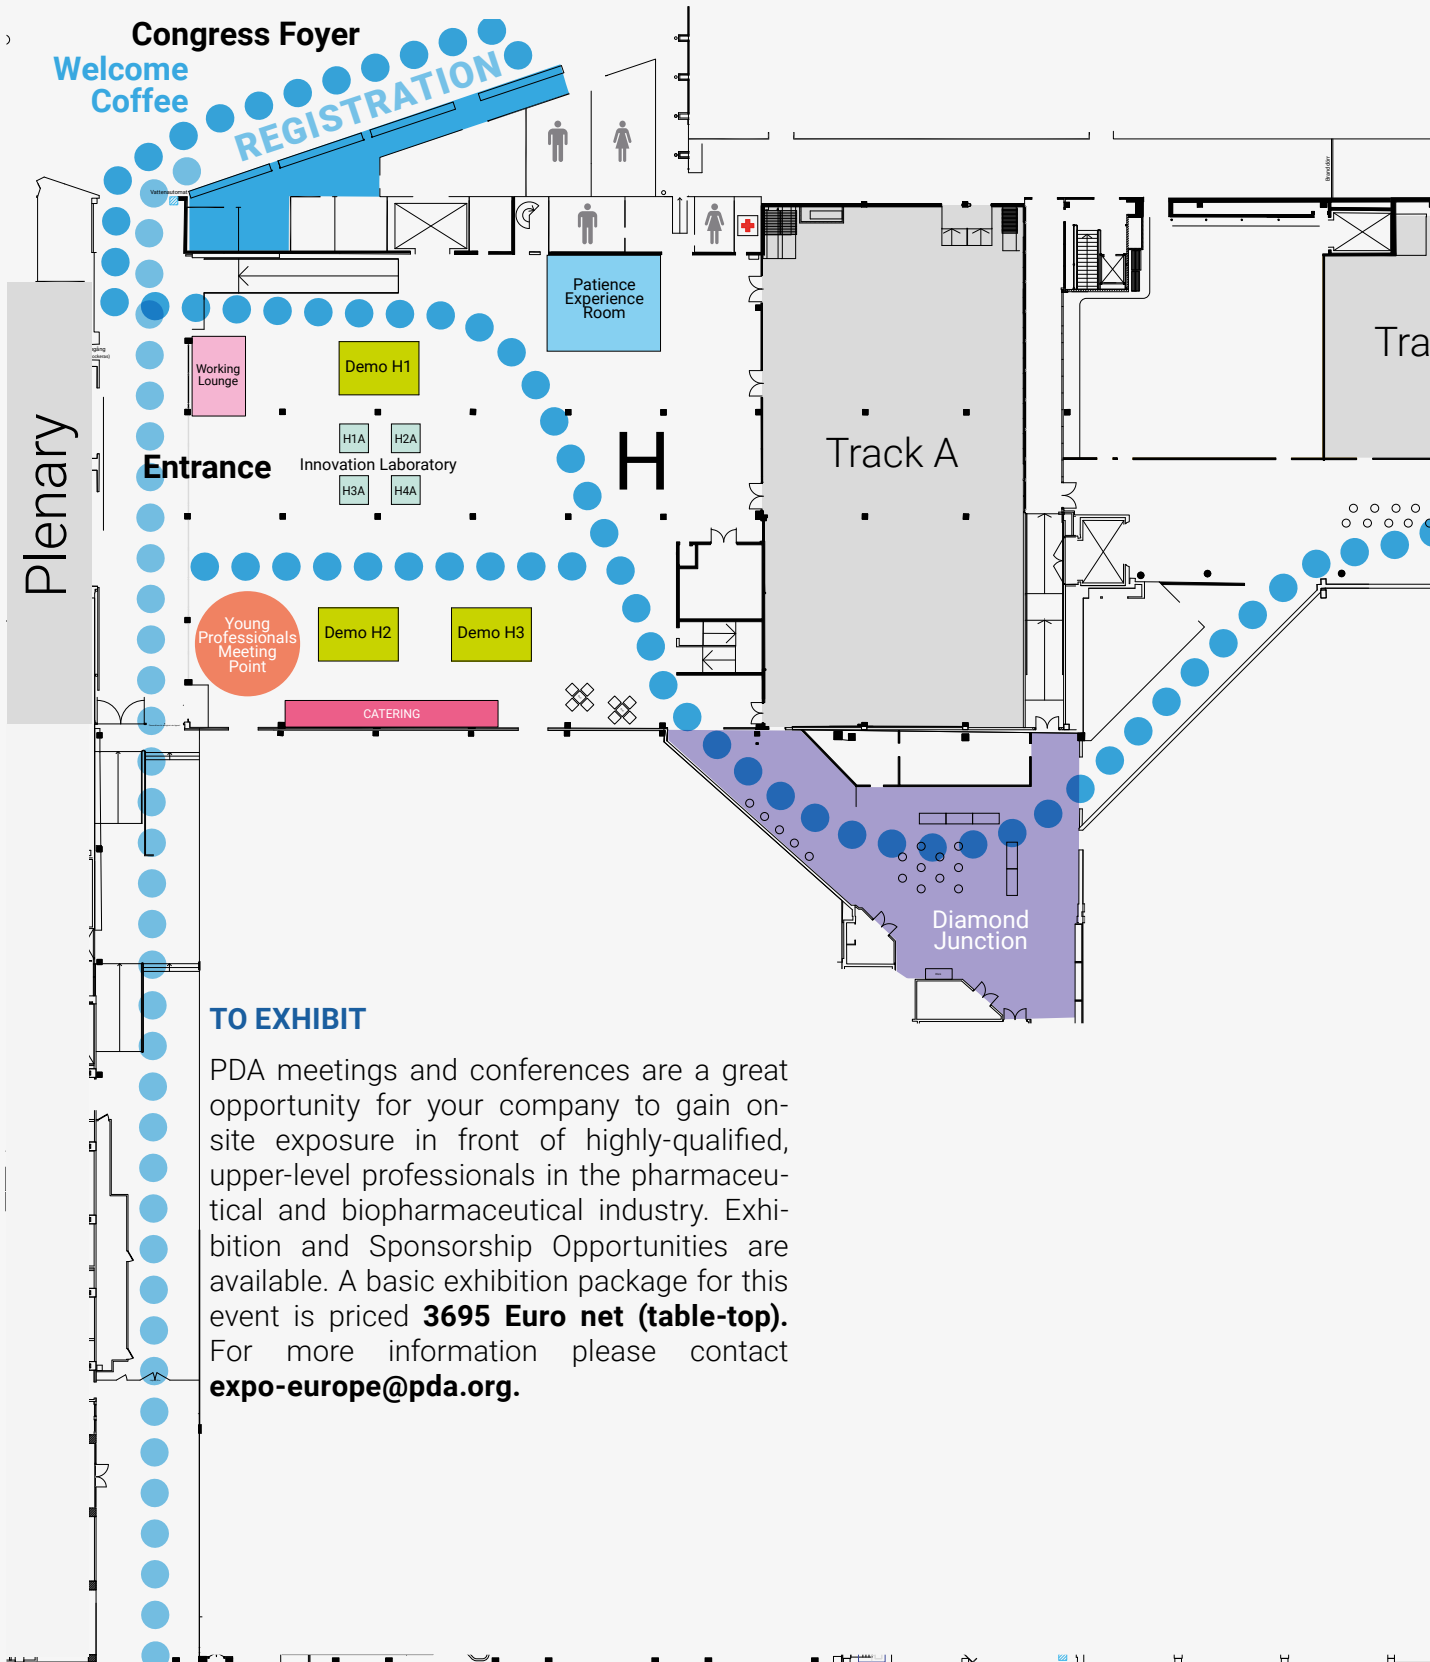 Congress Foyer
Welcome
Coffee
REGISTRATION
Vattenautomat
Patience
Experience
Room
Working
Lounge
Demo H1
H1A
H2A
Innovation Laboratory
H3A
H4A
Entrance
H
Plenary
Track A
Tra
Young
Professionals
Meeting
Point
Demo H2
Demo H3
CATERING
Diamond
Junction
TO EXHIBIT
PDA meetings and conferences are a great
opportunity for your company to gain on-
site exposure in front of highly-qualified,
upper-level professionals in the pharmaceu-
tical and biopharmaceutical industry. Exhi-
bition and Sponsorship Opportunities are
available. A basic exhibition package for this
event is priced 3695 Euro net (table-top).
For more information please contact
expo-europe@pda.org.